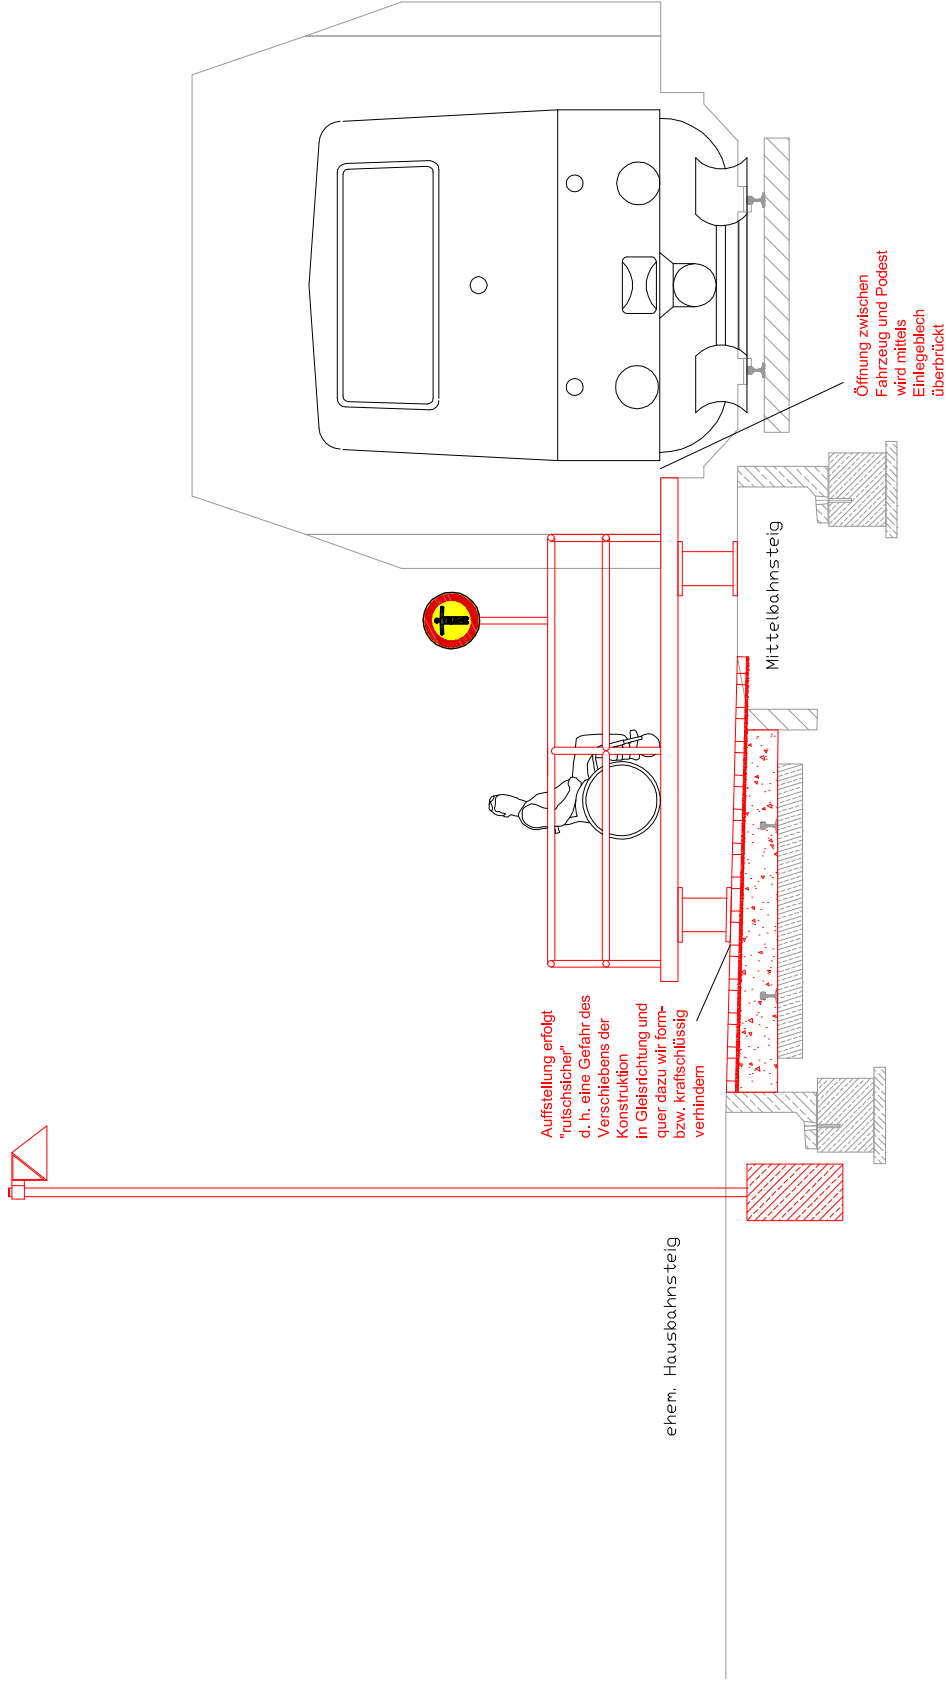 Auffstellung erfolgt
"rutschsicher"
d. h. eine Gefahr des
Verschiebens der
Konstruktion
in Gleisrichtung und
quer dazu wir form-
bzw. kraftschlüssig
verhindern
ehem. Hausbahnsteig
Mittelbahnsteig
Öffnung zwischen
Fahrzeug und Podest
wird mittels
Einlegeblech
überbrückt